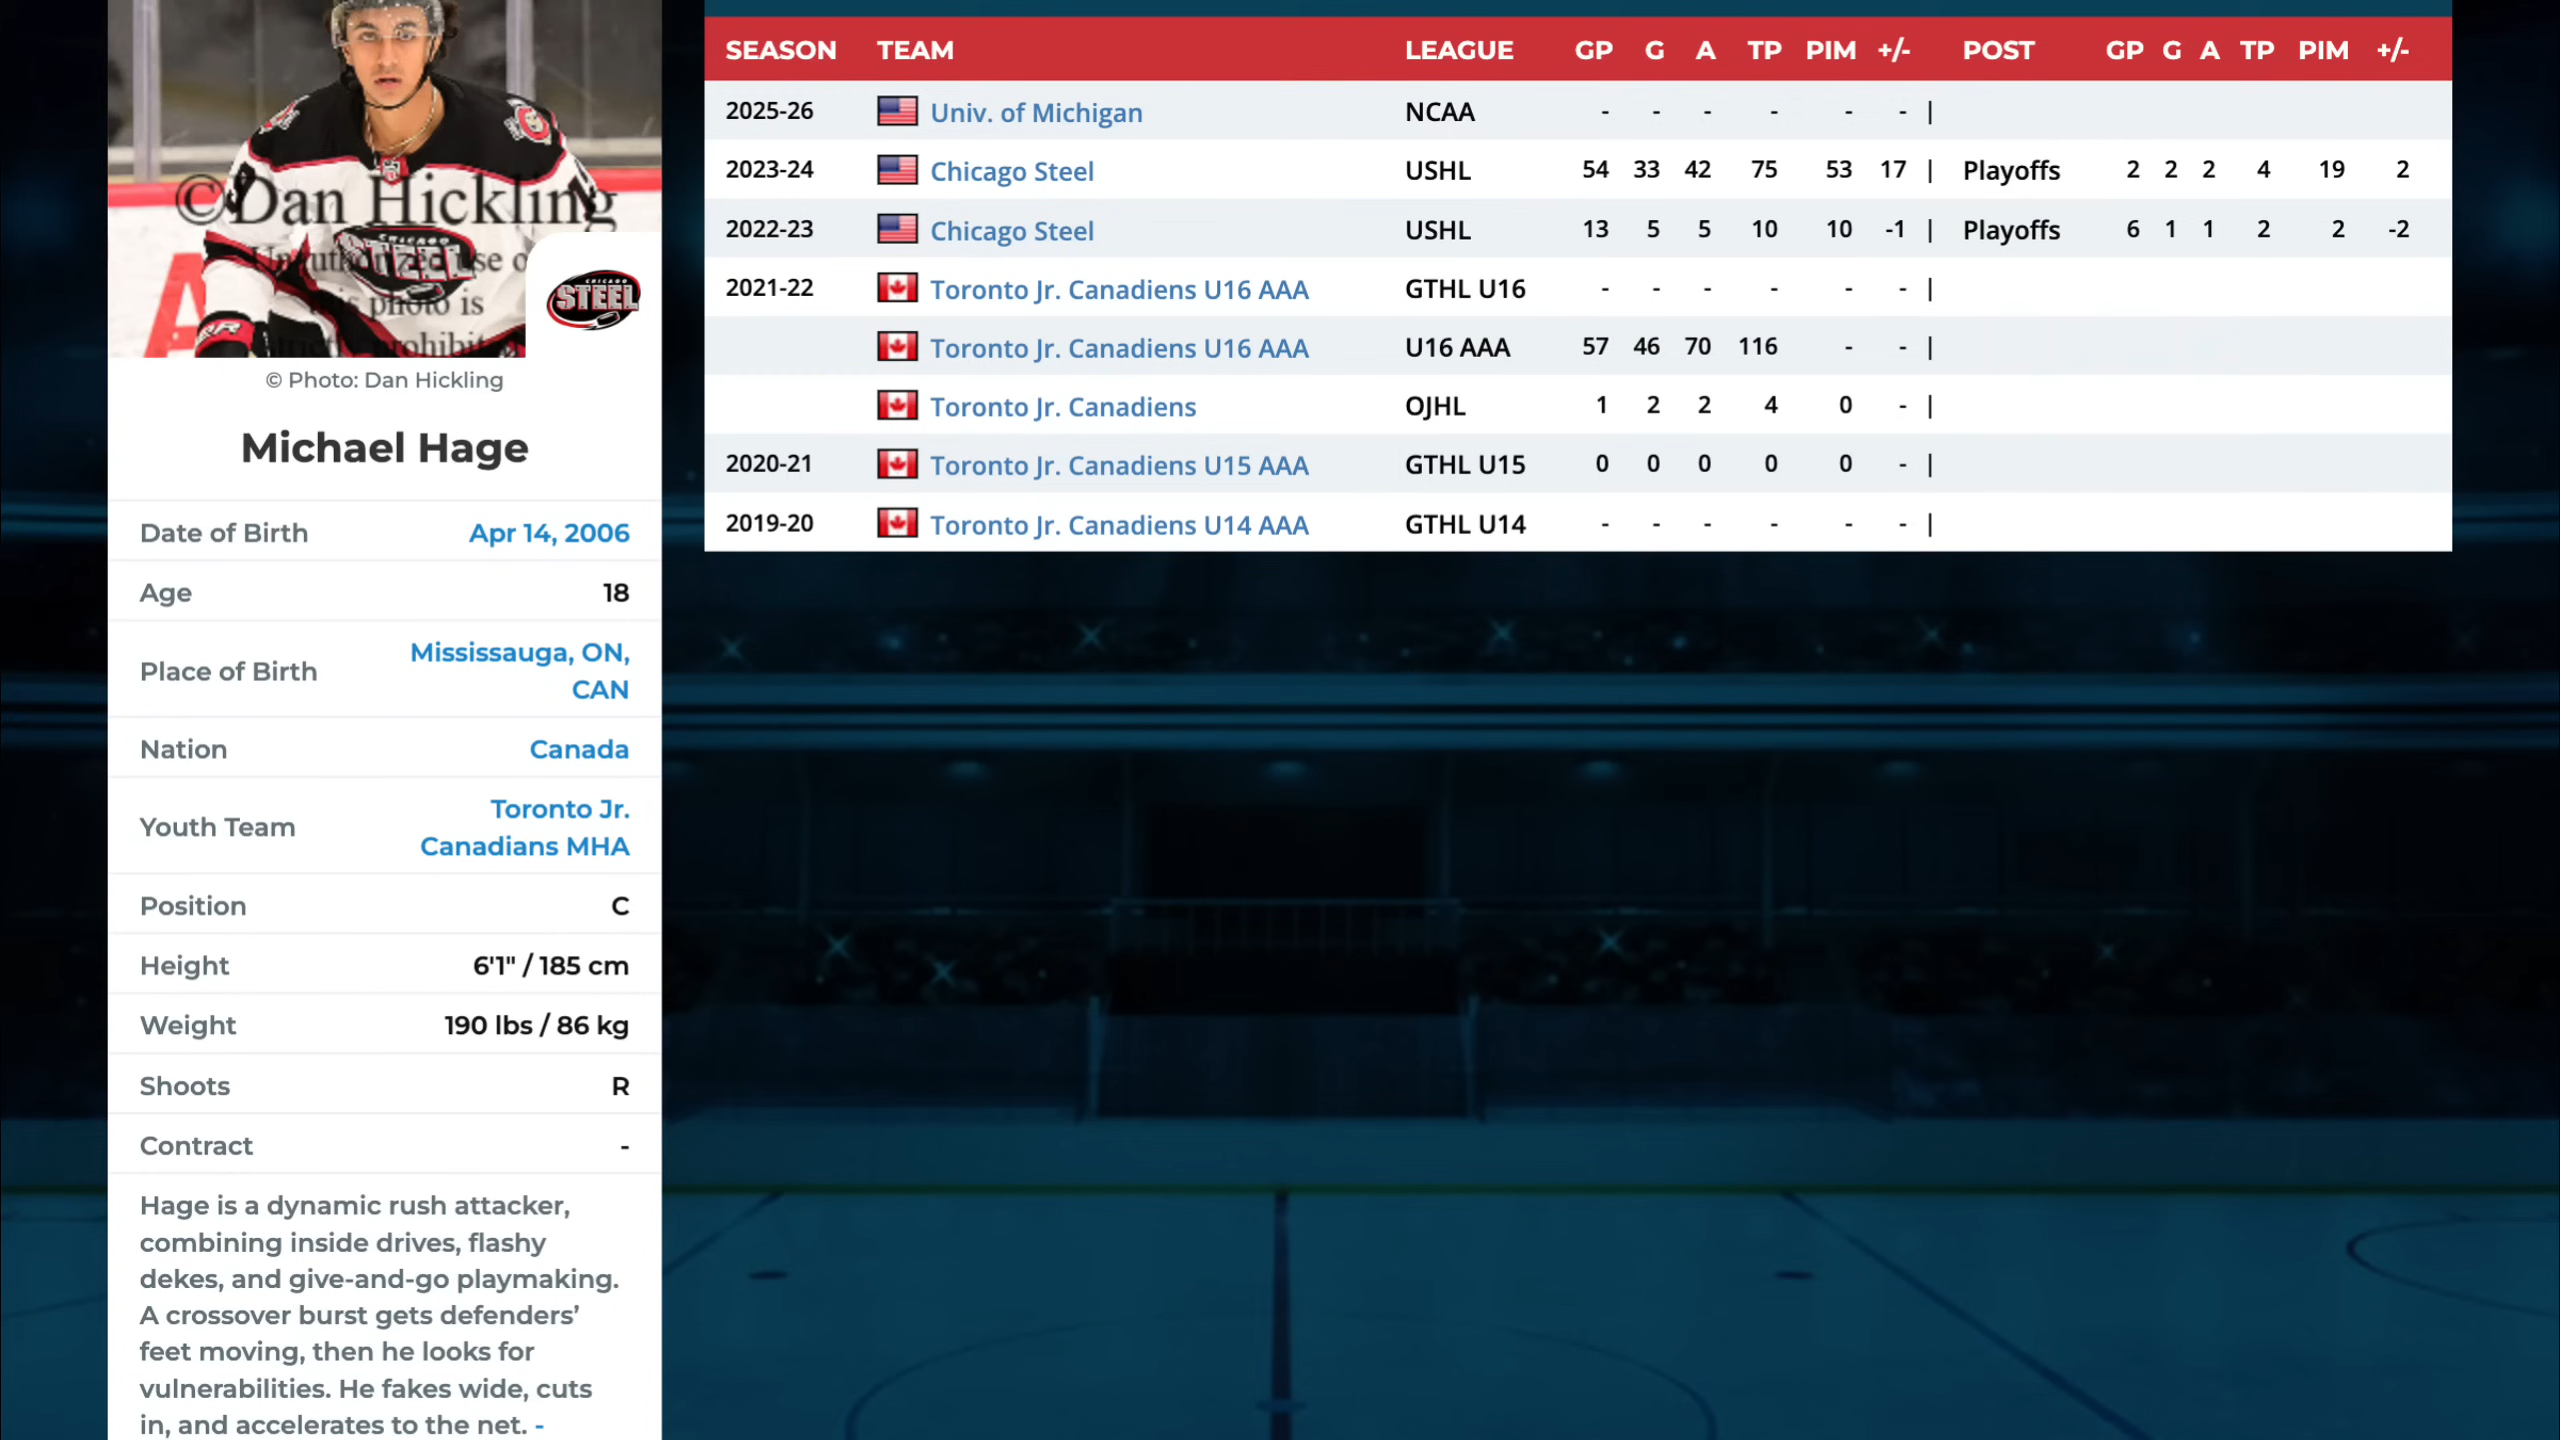 ©Dan Hickling
Unauthorized use o
this photo is
strictly prohibit
CHICAGO
STEEL
© Photo: Dan Hickling
Michael Hage
Date of Birth Apr 14, 2006
Age 18
Place of Birth Mississauga, ON,
CAN
Nation Canada
Youth Team Toronto Jr.
Canadians MHA
Position C
Height 6'1" / 185 cm
Weight 190 lbs / 86 kg
Shoots R
Contract -
Hage is a dynamic rush attacker,
combining inside drives, flashy
dekes, and give-and-go playmaking.
A crossover burst gets defenders’
feet moving, then he looks for
vulnerabilities. He fakes wide, cuts
in, and accelerates to the net. -
SEASON TEAM LEAGUE GP G A TP PIM +/- POST GP G A TP PIM +/-
2025-26 Univ. of Michigan NCAA - - - - - - |
2023-24 Chicago Steel USHL 54 33 42 75 53 17 | Playoffs 2 2 2 4 19 2
2022-23 Chicago Steel USHL 13 5 5 10 10 -1 | Playoffs 6 1 1 2 2 -2
2021-22 Toronto Jr. Canadiens U16 AAA GTHL U16 - - - - - - |
Toronto Jr. Canadiens U16 AAA U16 AAA 57 46 70 116 - - |
Toronto Jr. Canadiens OJHL 1 2 2 4 0 - |
2020-21 Toronto Jr. Canadiens U15 AAA GTHL U15 0 0 0 0 0 - |
2019-20 Toronto Jr. Canadiens U14 AAA GTHL U14 - - - - - - |